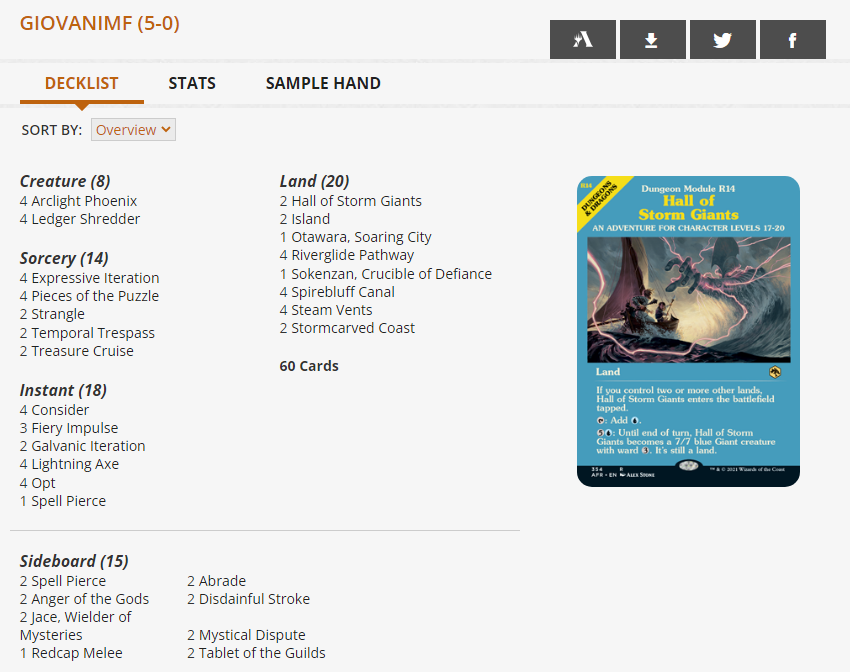 GIOVANIMF (5-0)
DECKLIST
STATS
SAMPLE HAND
SORT BY: Overview
Creature (8)
4 Arclight Phoenix
4 Ledger Shredder
Sorcery (14)
4 Expressive Iteration
4 Pieces of the Puzzle
2 Strangle
2 Temporal Trespass
2 Treasure Cruise
Instant (18)
4 Consider
3 Fiery Impulse
2 Galvanic Iteration
4 Lightning Axe
4 Opt
1 Spell Pierce
Land (20)
2 Hall of Storm Giants
2 Island
1 Otawara, Soaring City
4 Riverglide Pathway
1 Sokenzan, Crucible of Defiance
4 Spirebluff Canal
4 Steam Vents
2 Stormcarved Coast
60 Cards
R14
DUNGEONS
& DRAGONS
Dungeon Module R14
Hall of
Storm Giants
AN ADVENTURE FOR CHARACTER LEVELS 17-20
Land
If you control two or more other lands,
Hall of Storm Giants enters the battlefield
tapped.
: Add .
5: Until end of turn, Hall of Storm
Giants becomes a 7/7 blue Giant creature
with ward 3. It's still a land.
354 R
AFR • EN ALEX STONE
™ & © 2021 Wizards of the Coast
Sideboard (15)
2 Spell Pierce
2 Anger of the Gods
2 Jace, Wielder of
Mysteries
1 Redcap Melee
2 Abrade
2 Disdainful Stroke
2 Mystical Dispute
2 Tablet of the Guilds